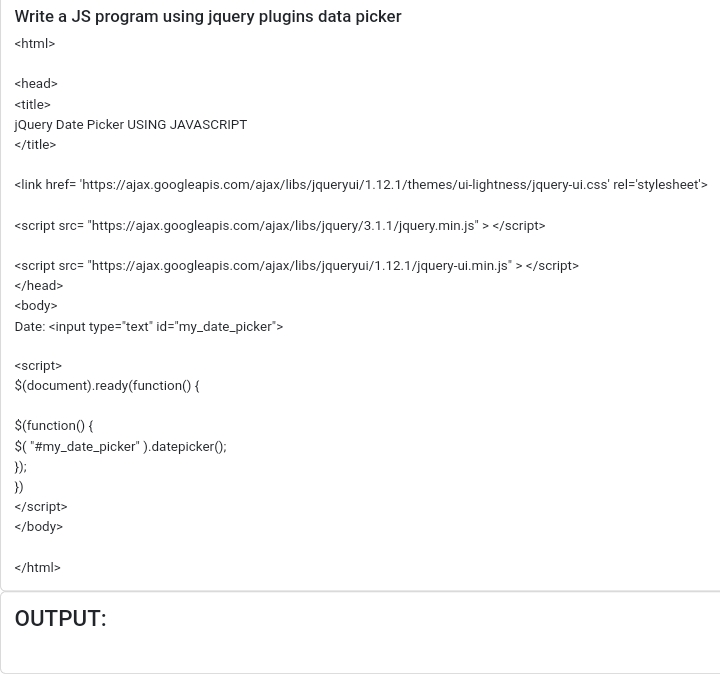 Write a JS program using jquery plugins data picker
<html>
<head>
<title>
jQuery Date Picker USING JAVASCRIPT
</title>
<link href= 'https://ajax.googleapis.com/ajax/libs/jqueryui/1.12.1/themes/ui-lightness/jquery-ui.css' rel='stylesheet'>
<script src= "https://ajax.googleapis.com/ajax/libs/jquery/3.1.1/jquery.min.js" > </script>
<script src= "https://ajax.googleapis.com/ajax/libs/jqueryui/1.12.1/jquery-ui.min.js" > </script>
</head>
<body>
Date: <input type="text" id="my_date_picker">
<script>
$(document).ready(function() {
$(function() {
$( "#my_date_picker" ).datepicker();
});
})
</script>
</body>
</html>
OUTPUT: